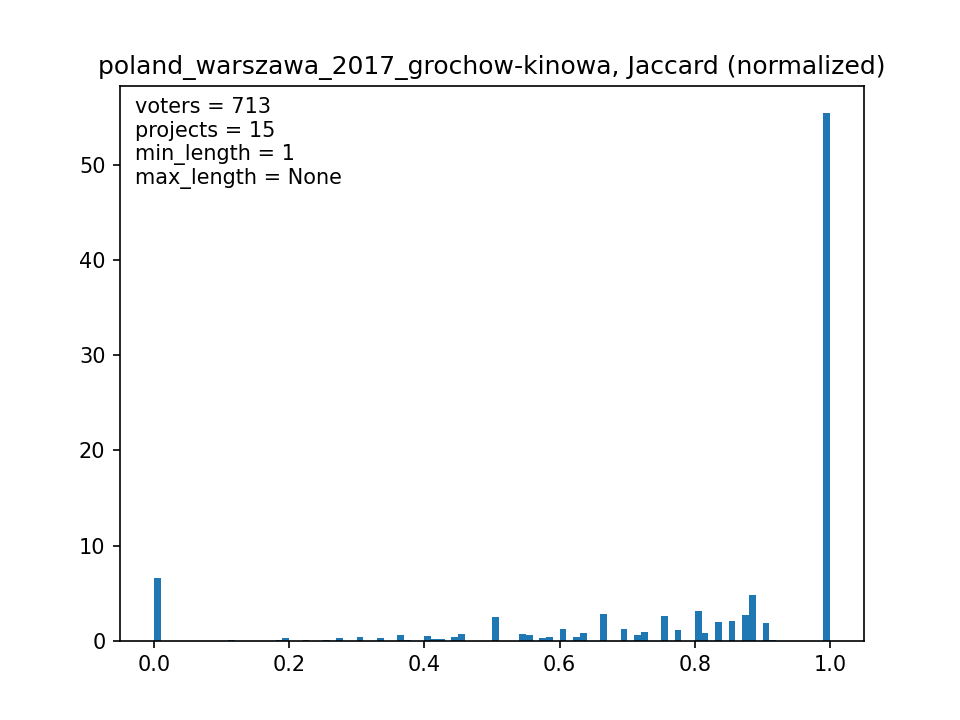 poland_warszawa_2017_grochow-kinowa, Jaccard (normalized)
voters = 713
projects = 15
min_length = 1
max_length = None
50
40
30
20
10
0
0.0 0.2 0.4 0.6 0.8 1.0